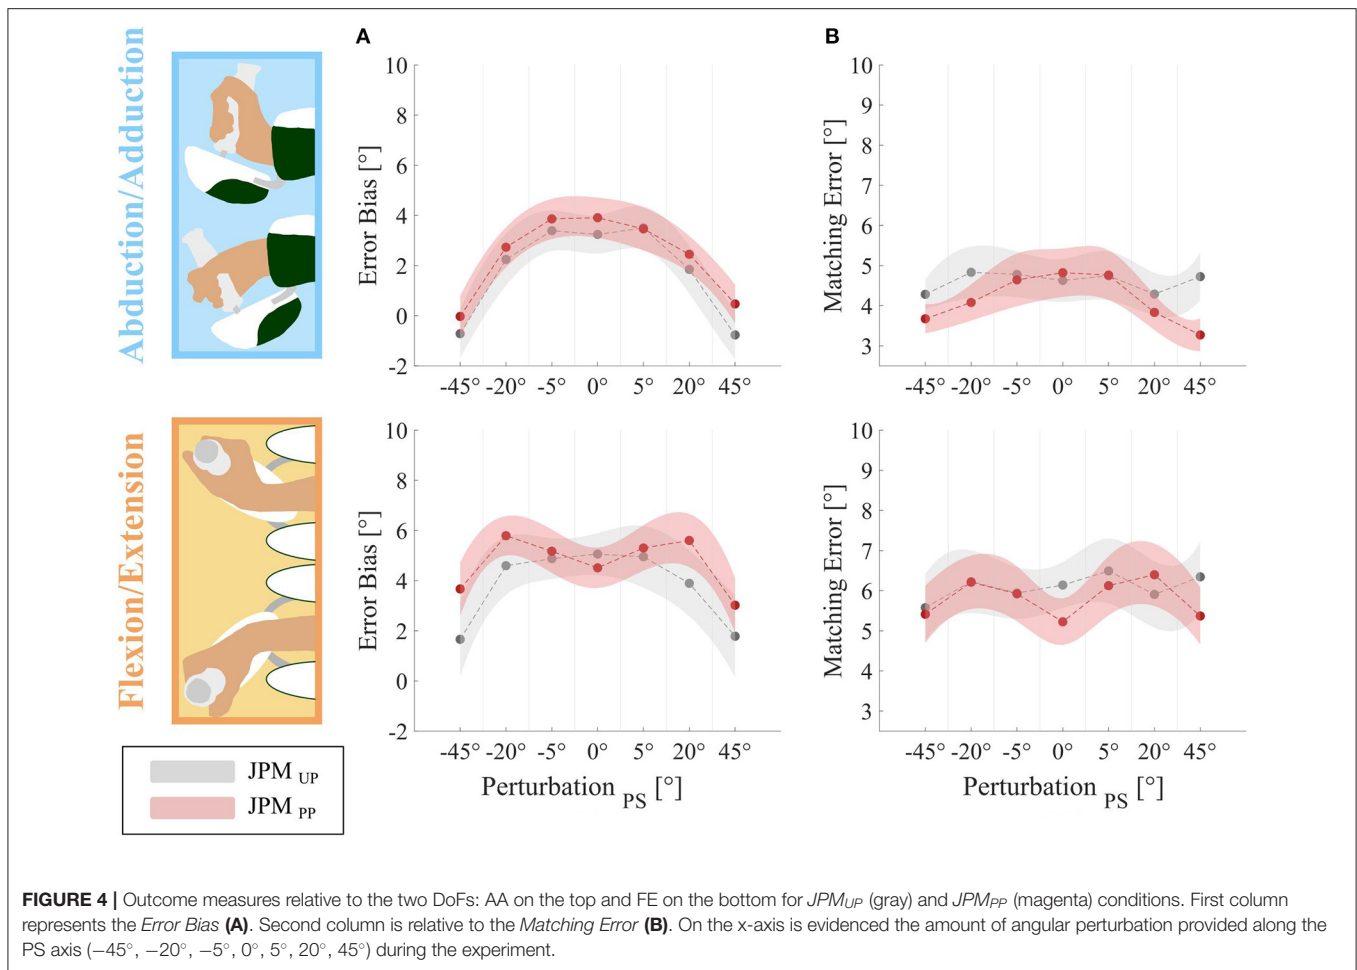 A
B
Abduction/Adduction
Error Bias [°]
10
8
6
4
2
0
-2
-45° -20° -5° 0° 5° 20° 45°
Matching Error [°]
10
9
8
7
6
5
4
3
-45° -20° -5° 0° 5° 20° 45°
Flexion/Extension
Error Bias [°]
10
8
6
4
2
0
-2
-45° -20° -5° 0° 5° 20° 45°
Matching Error [°]
10
9
8
7
6
5
4
3
-45° -20° -5° 0° 5° 20° 45°
Perturbation PS [°]
Perturbation PS [°]
JPM UP
JPM PP
FIGURE 4 | Outcome measures relative to the two DoFs: AA on the top and FE on the bottom for JPMUP (gray) and JPMPP (magenta) conditions. First column
represents the Error Bias (A). Second column is relative to the Matching Error (B). On the x-axis is evidenced the amount of angular perturbation provided along the
PS axis (−45°, −20°, −5°, 0°, 5°, 20°, 45°) during the experiment.